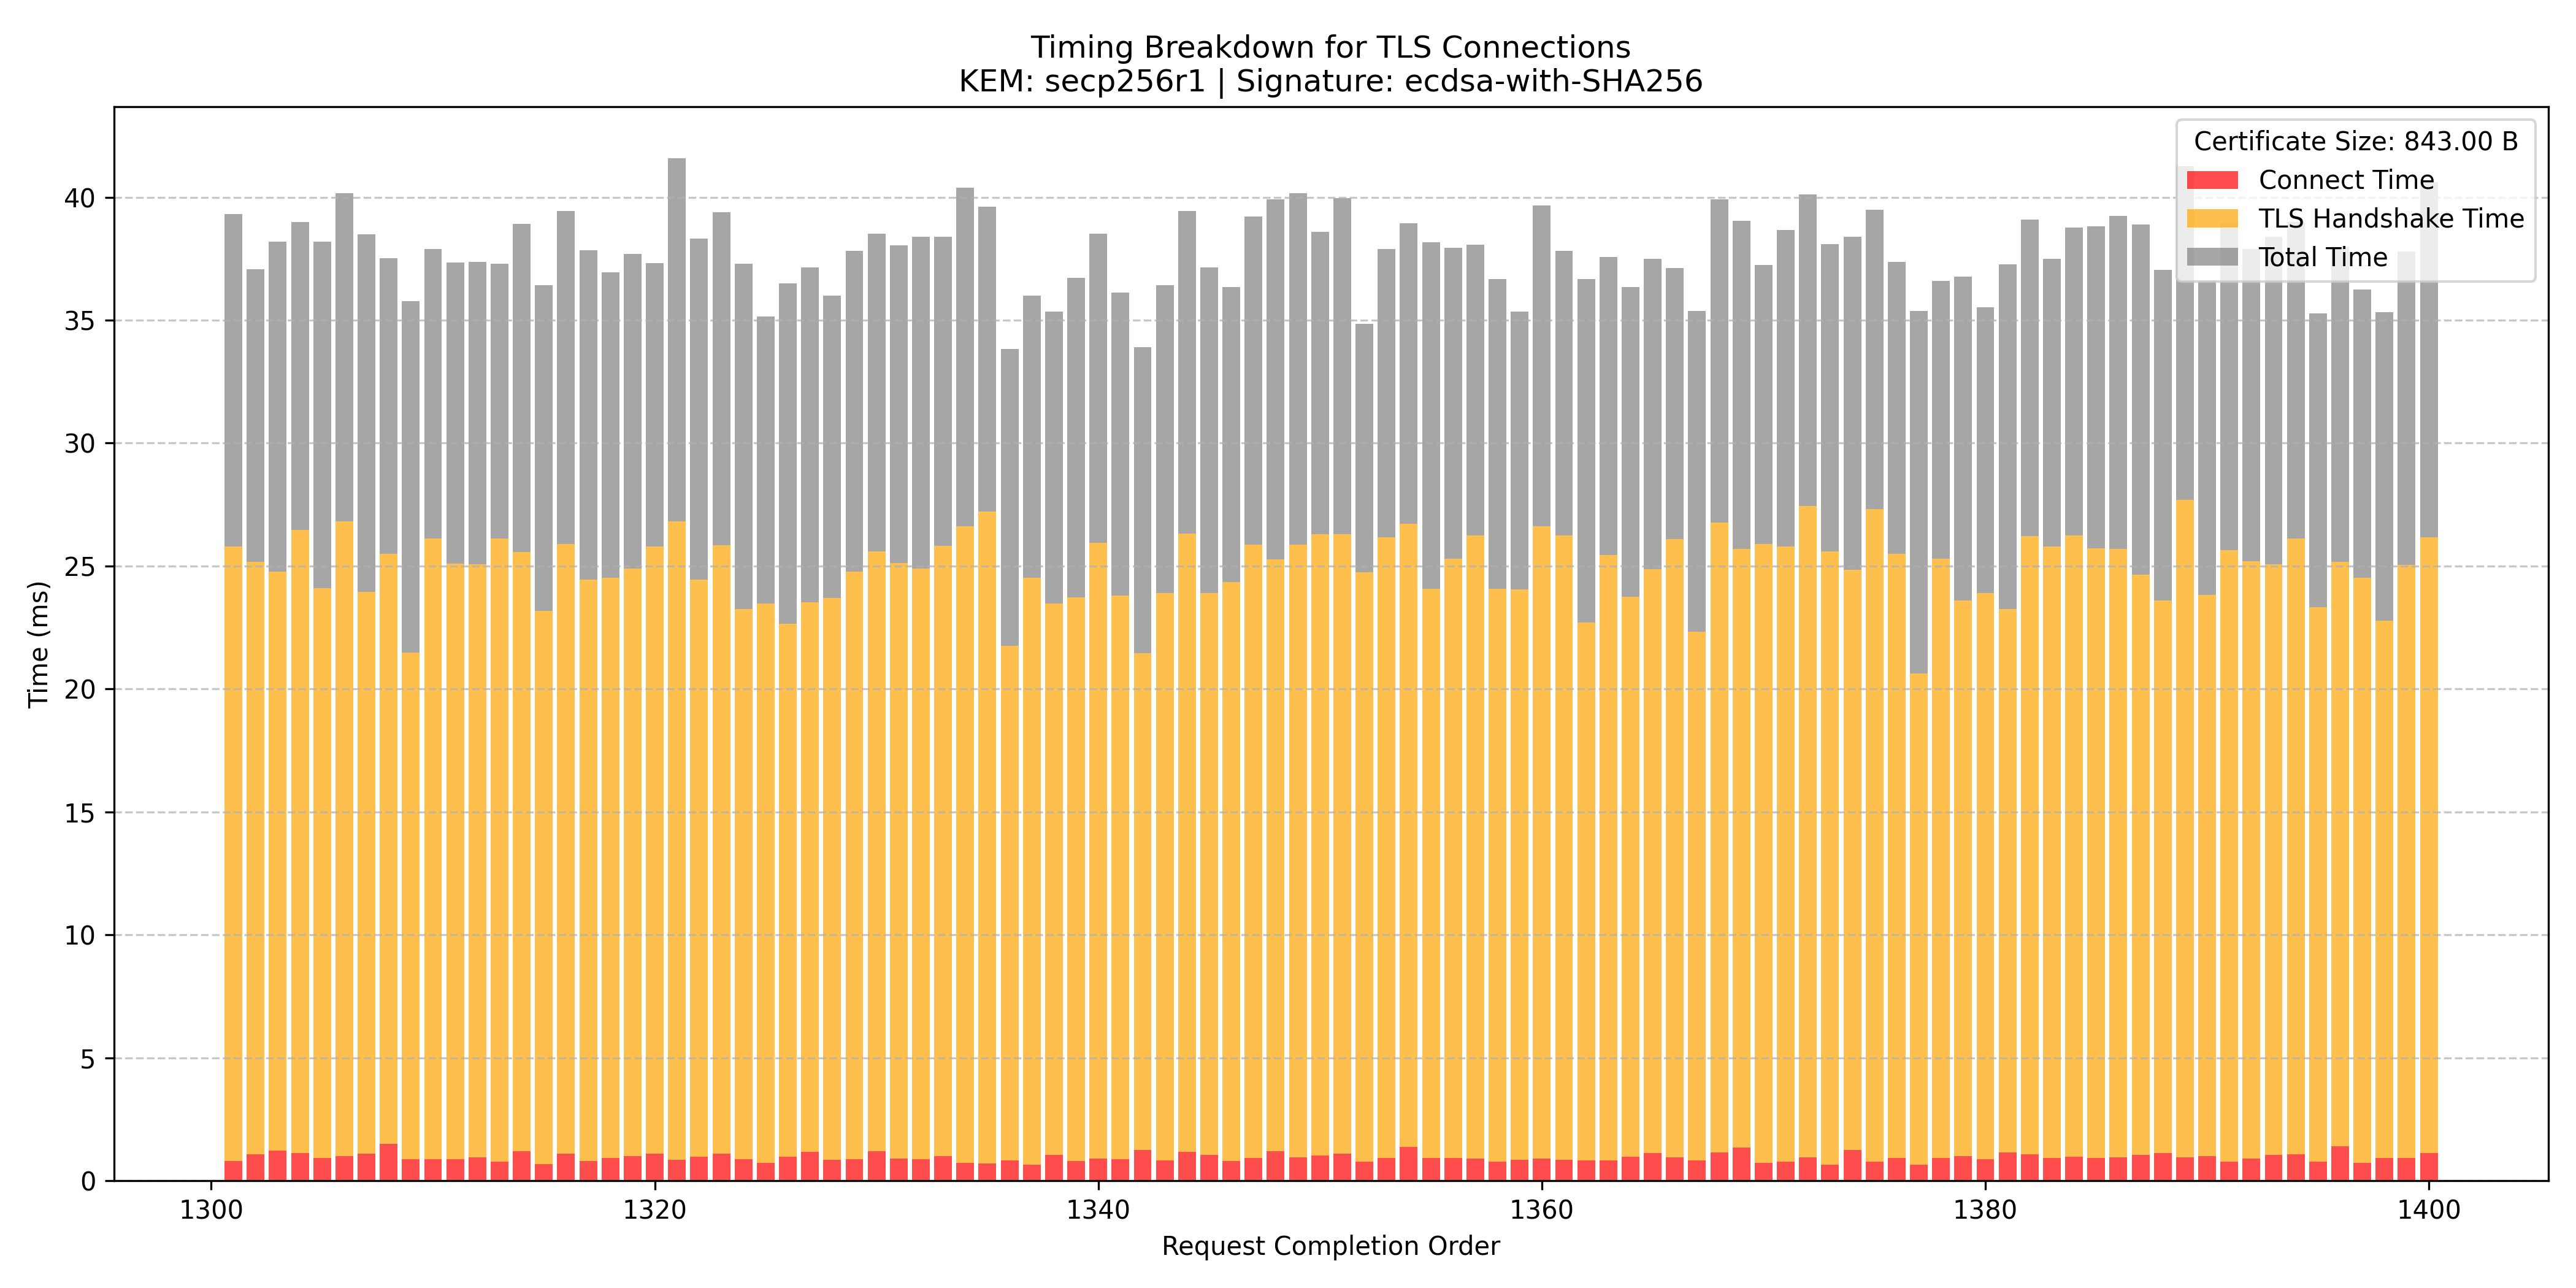 Timing Breakdown for TLS Connections
KEM: secp256r1 | Signature: ecdsa-with-SHA256
Certificate Size: 843.00 B
Connect Time
TLS Handshake Time
Total Time
Time (ms)
40
35
30
25
20
15
10
5
0
1300 1320 1340 1360 1380 1400
Request Completion Order